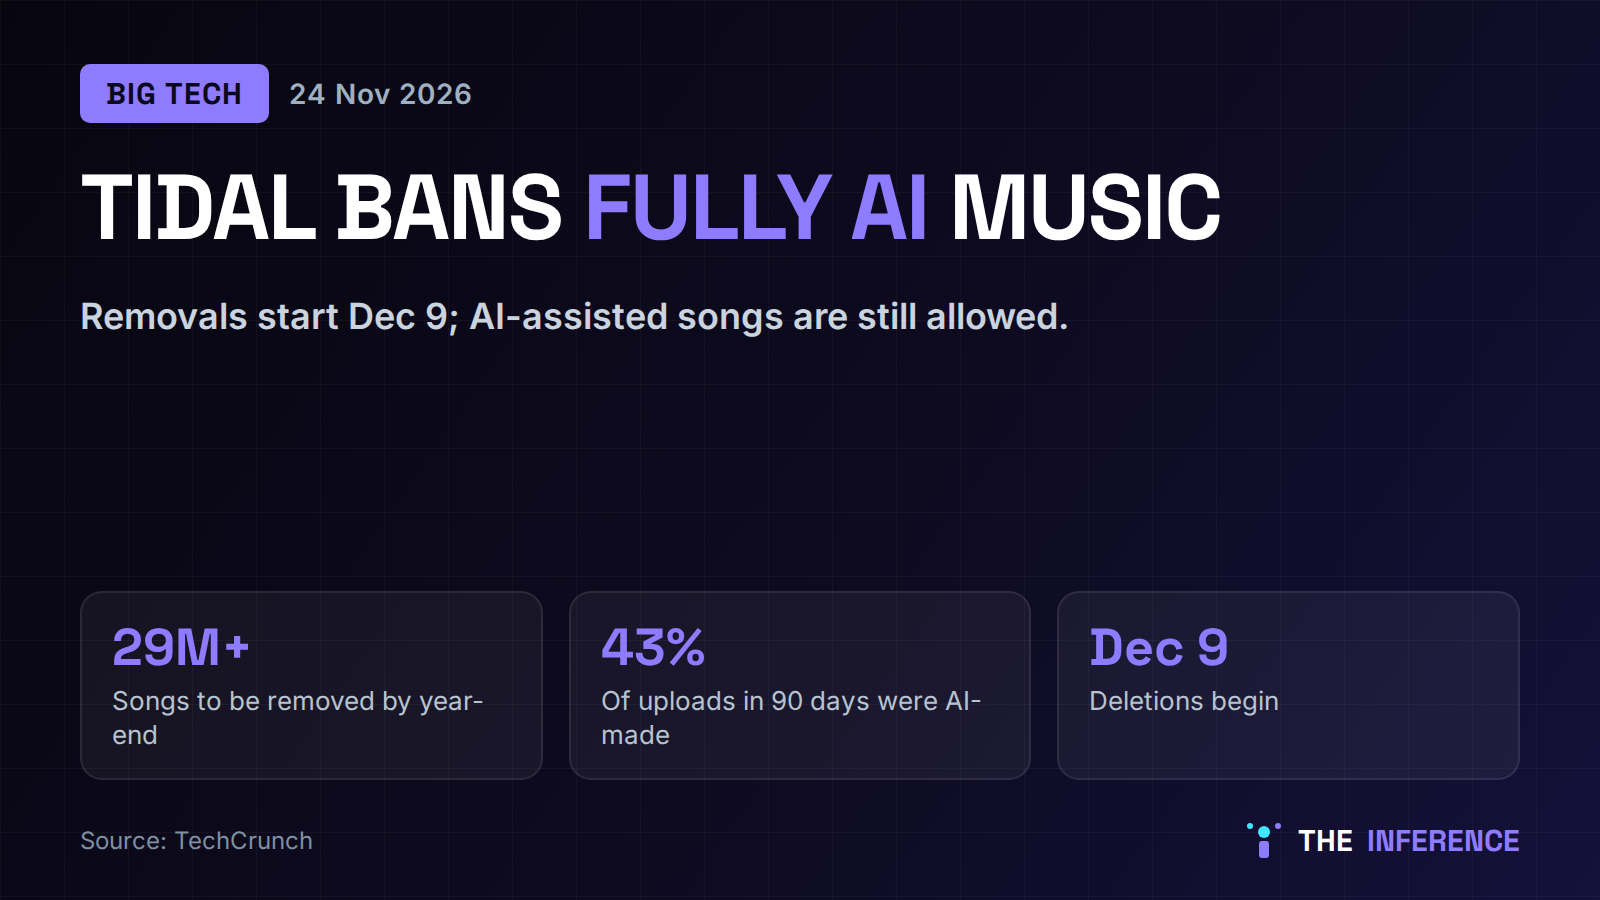 BIG TECH
24 Nov 2026
TIDAL BANS FULLY AI MUSIC
Removals start Dec 9; AI-assisted songs are still allowed.
29M+
Songs to be removed by year-
end
43%
Of uploads in 90 days were AI-
made
Dec 9
Deletions begin
Source: TechCrunch
THE INFERENCE